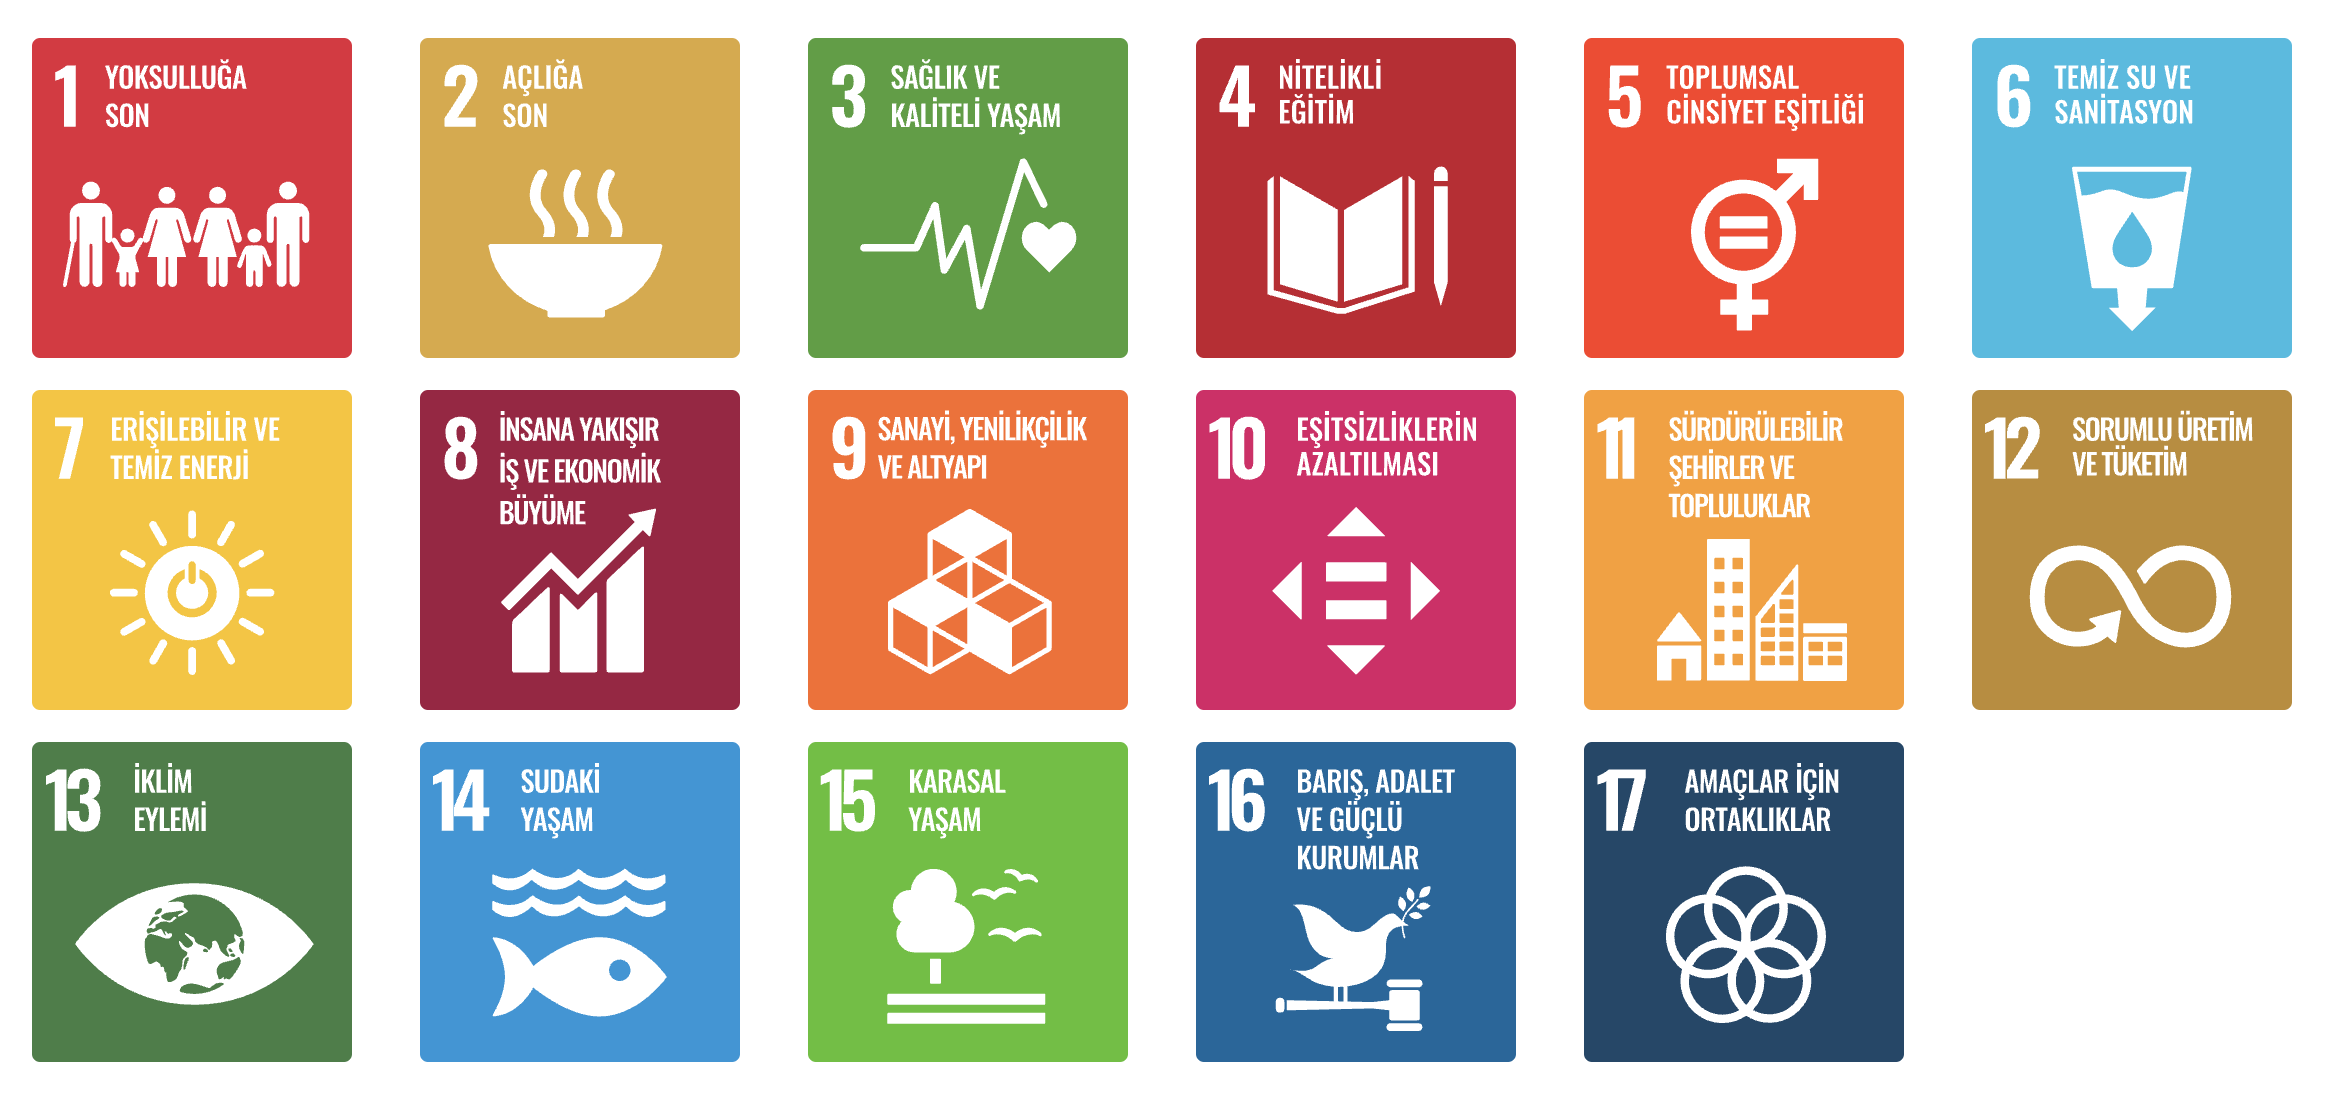 1 YOKSULLUĞA
SON
2 AÇLIĞA
SON
3 SAĞLIK VE
KALİTELİ YAŞAM
4 NİTELİKLİ
EĞİTİM
5 TOPLUMSAL
CİNSİYET EŞİTLİĞİ
6 TEMİZ SU VE
SANİTASYON
7 ERİŞİLEBİLİR VE
TEMİZ ENERJİ
8 İNSANA YAKIŞIR
İŞ VE EKONOMİK
BÜYÜME
9 SANAYİ, YENİLİKÇİLİK
VE ALTYAPI
10 EŞİTSİZLİKLERİN
AZALTILMASI
11 SÜRDÜRÜLEBİLİR
ŞEHİRLER VE
TOPLULUKLAR
12 SORUMLU ÜRETİM
VE TÜKETİM
13 İKLİM
EYLEMİ
14 SUDAKİ
YAŞAM
15 KARASAL
YAŞAM
16 BARIŞ, ADALET
VE GÜÇLÜ
KURUMLAR
17 AMAÇLAR İÇİN
ORTAKLIKLAR